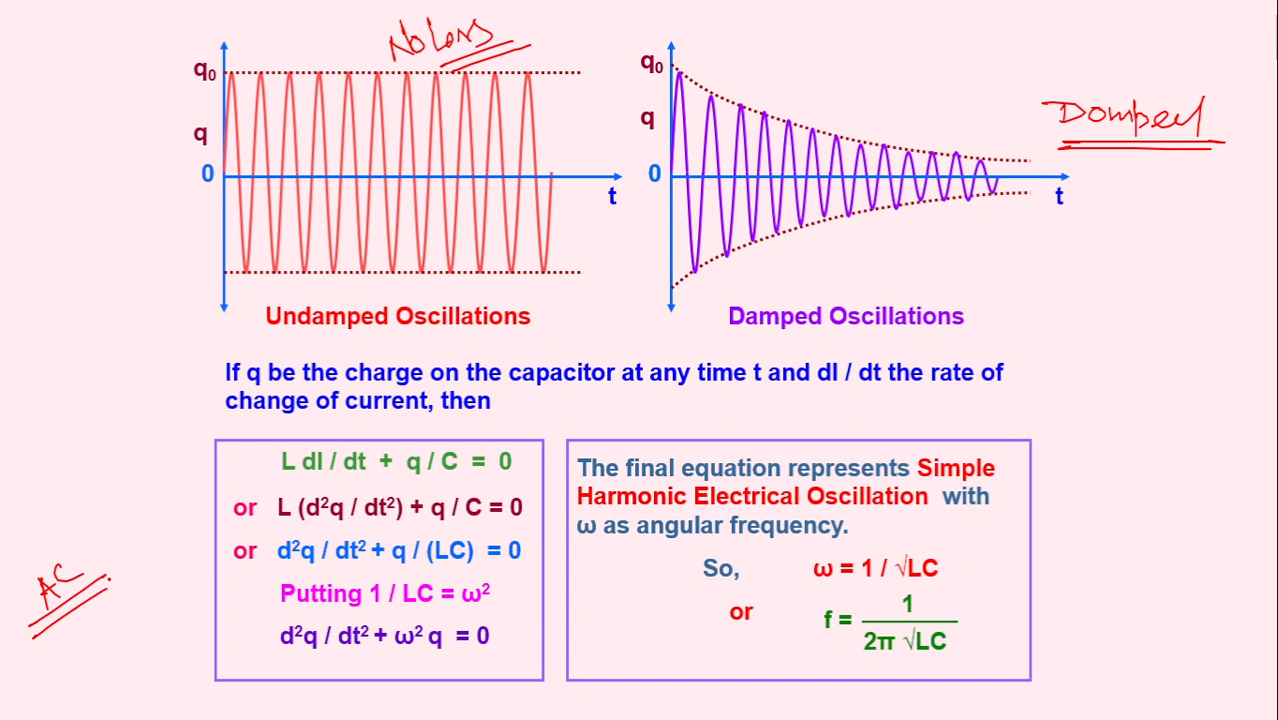 No Loss
q₀
q
0
t
Undamped Oscillations
q₀
q
0
t
Damped Oscillations
Domped
If q be the charge on the capacitor at any time t and dI / dt the rate of
change of current, then
L dI / dt + q / C = 0
or L (d²q / dt²) + q / C = 0
or d²q / dt² + q / (LC) = 0
Putting 1 / LC = ω²
d²q / dt² + ω² q = 0
The final equation represents Simple
Harmonic Electrical Oscillation with
ω as angular frequency.
So, ω = 1 / √LC
or f = 1
2π √LC
AC